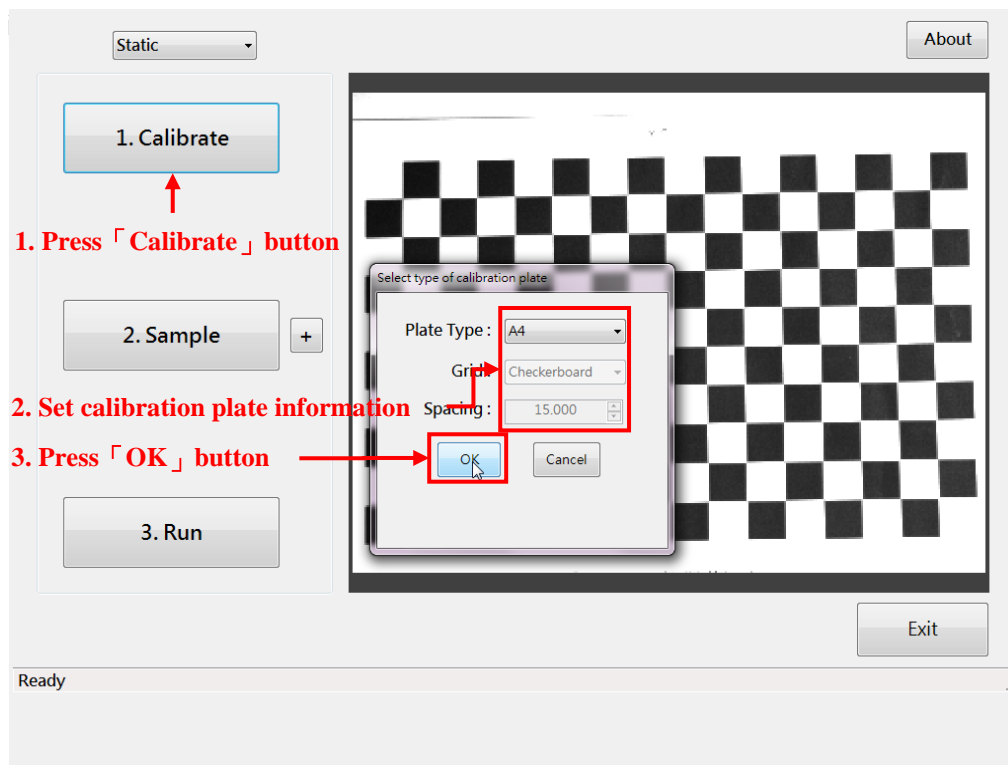 Static
About
1. Calibrate
1. Press「Calibrate」button
Select type of calibration plate
Plate Type :
A4
2. Sample
+
Grid :
Checkerboard
2. Set calibration plate information
Spacing :
15.000
3. Press「OK」button
OK
Cancel
3. Run
Exit
Ready